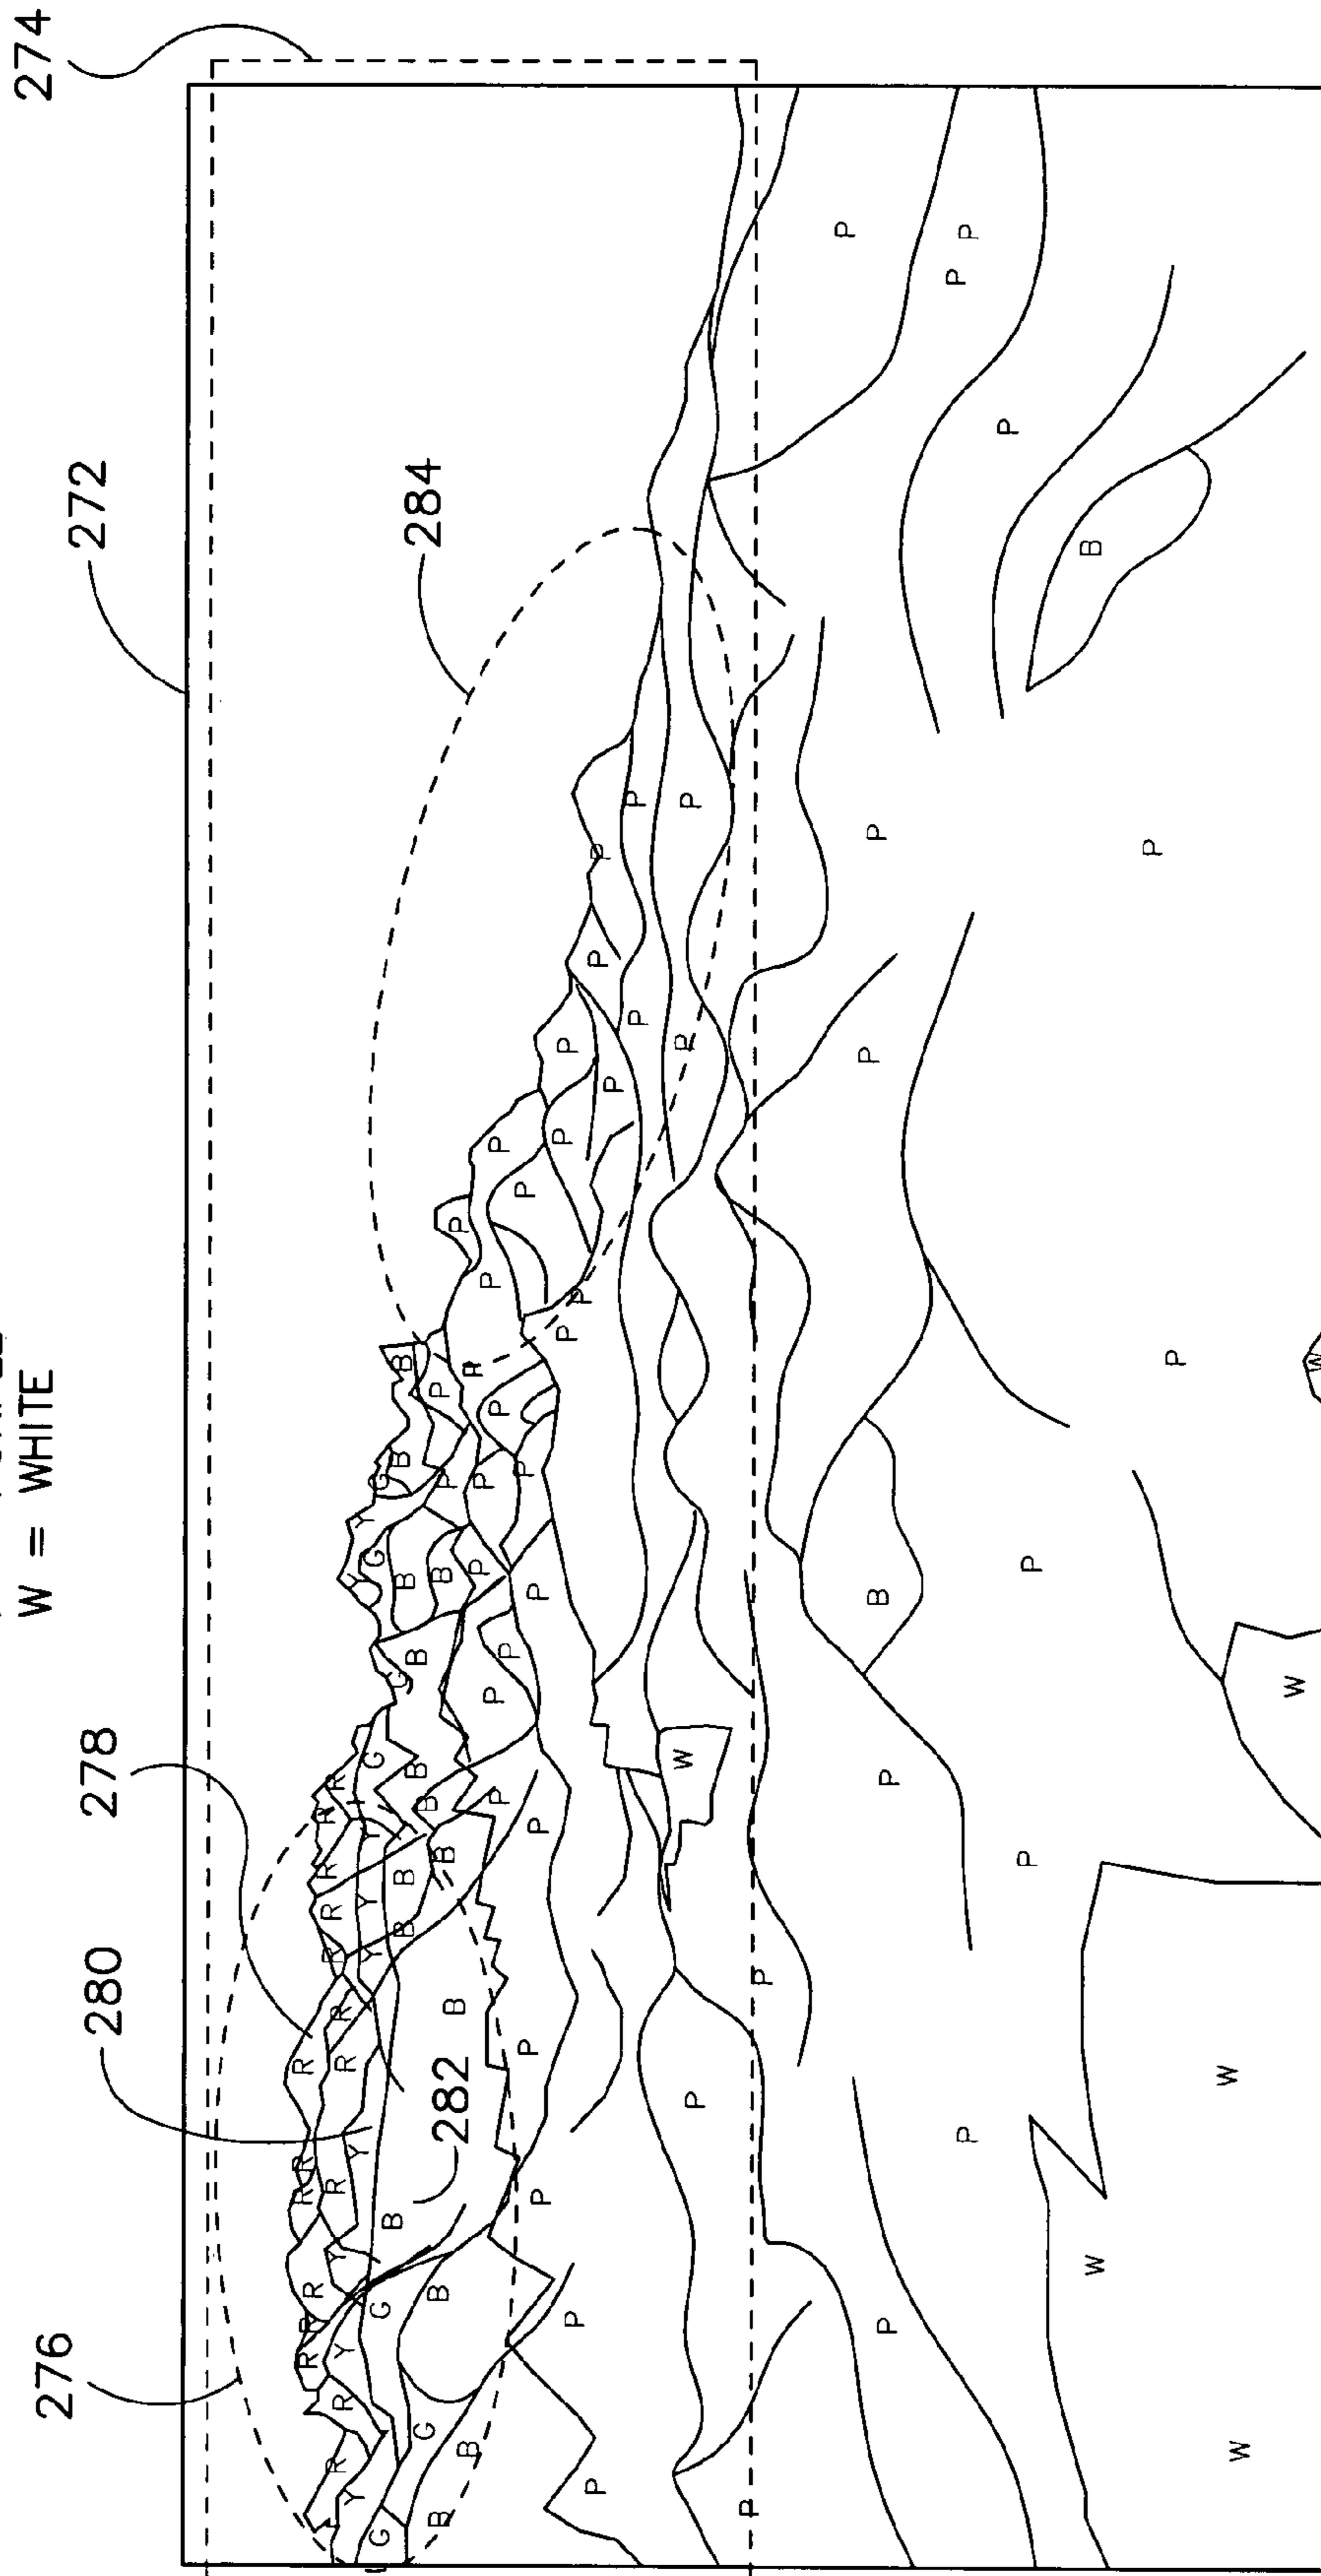 W = WHITE
274
276
280
278
272
284
282
R R R R R R R R R R
R R R R R R R
Y Y Y Y Y Y Y Y Y
G G G G G G G
B B B B B B B B B B B B B B B B B
P P P P P P P P P P P P P P P P P P
P P P P P P P P P P P P
W
P P P P P P P P P P P
B
P P P P P P P
B
W W W W W
P P